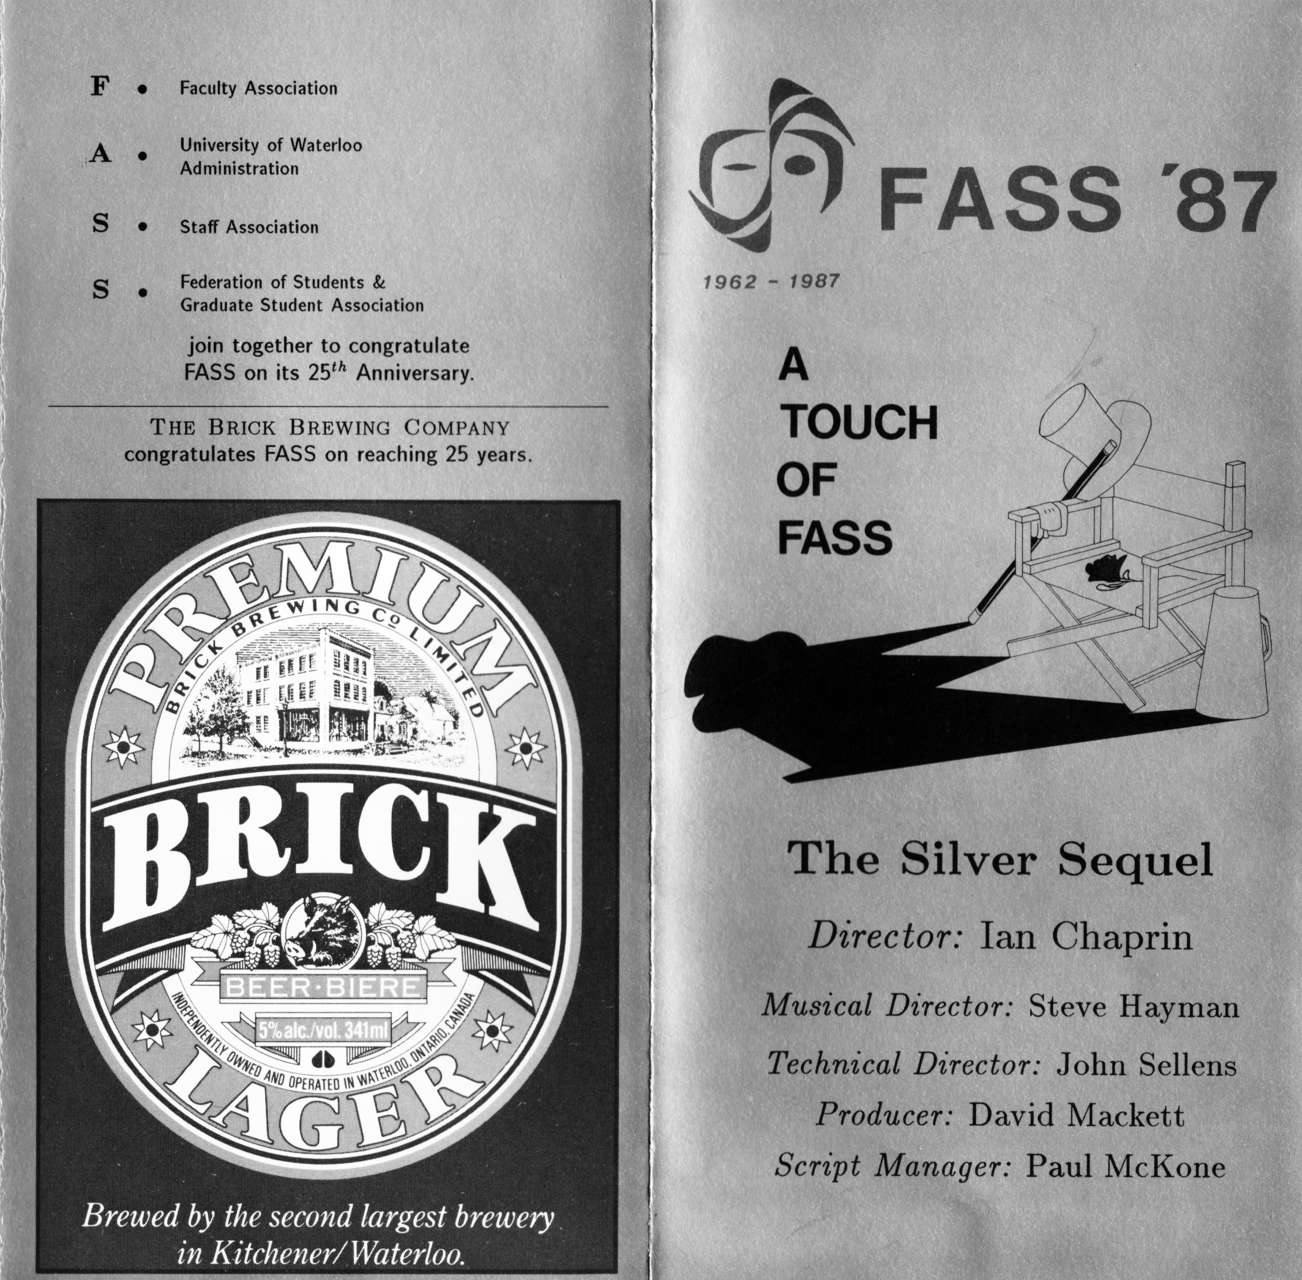 F • Faculty Association
A • University of Waterloo
Administration
S • Staff Association
S • Federation of Students &
Graduate Student Association
join together to congratulate
FASS on its 25th Anniversary.
THE BRICK BREWING COMPANY
congratulates FASS on reaching 25 years.
PREMIUM
BRICK BREWING CO LIMITED
BRICK
BEER·BIERE
5% alc./vol. 341ml
INDEPENDENTLY OWNED AND OPERATED IN WATERLOO, ONTARIO, CANADA
LAGER
Brewed by the second largest brewery
in Kitchener/Waterloo.
FASS '87
1962 - 1987
A
TOUCH
OF
FASS
The Silver Sequel
Director: Ian Chaprin
Musical Director: Steve Hayman
Technical Director: John Sellens
Producer: David Mackett
Script Manager: Paul McKone